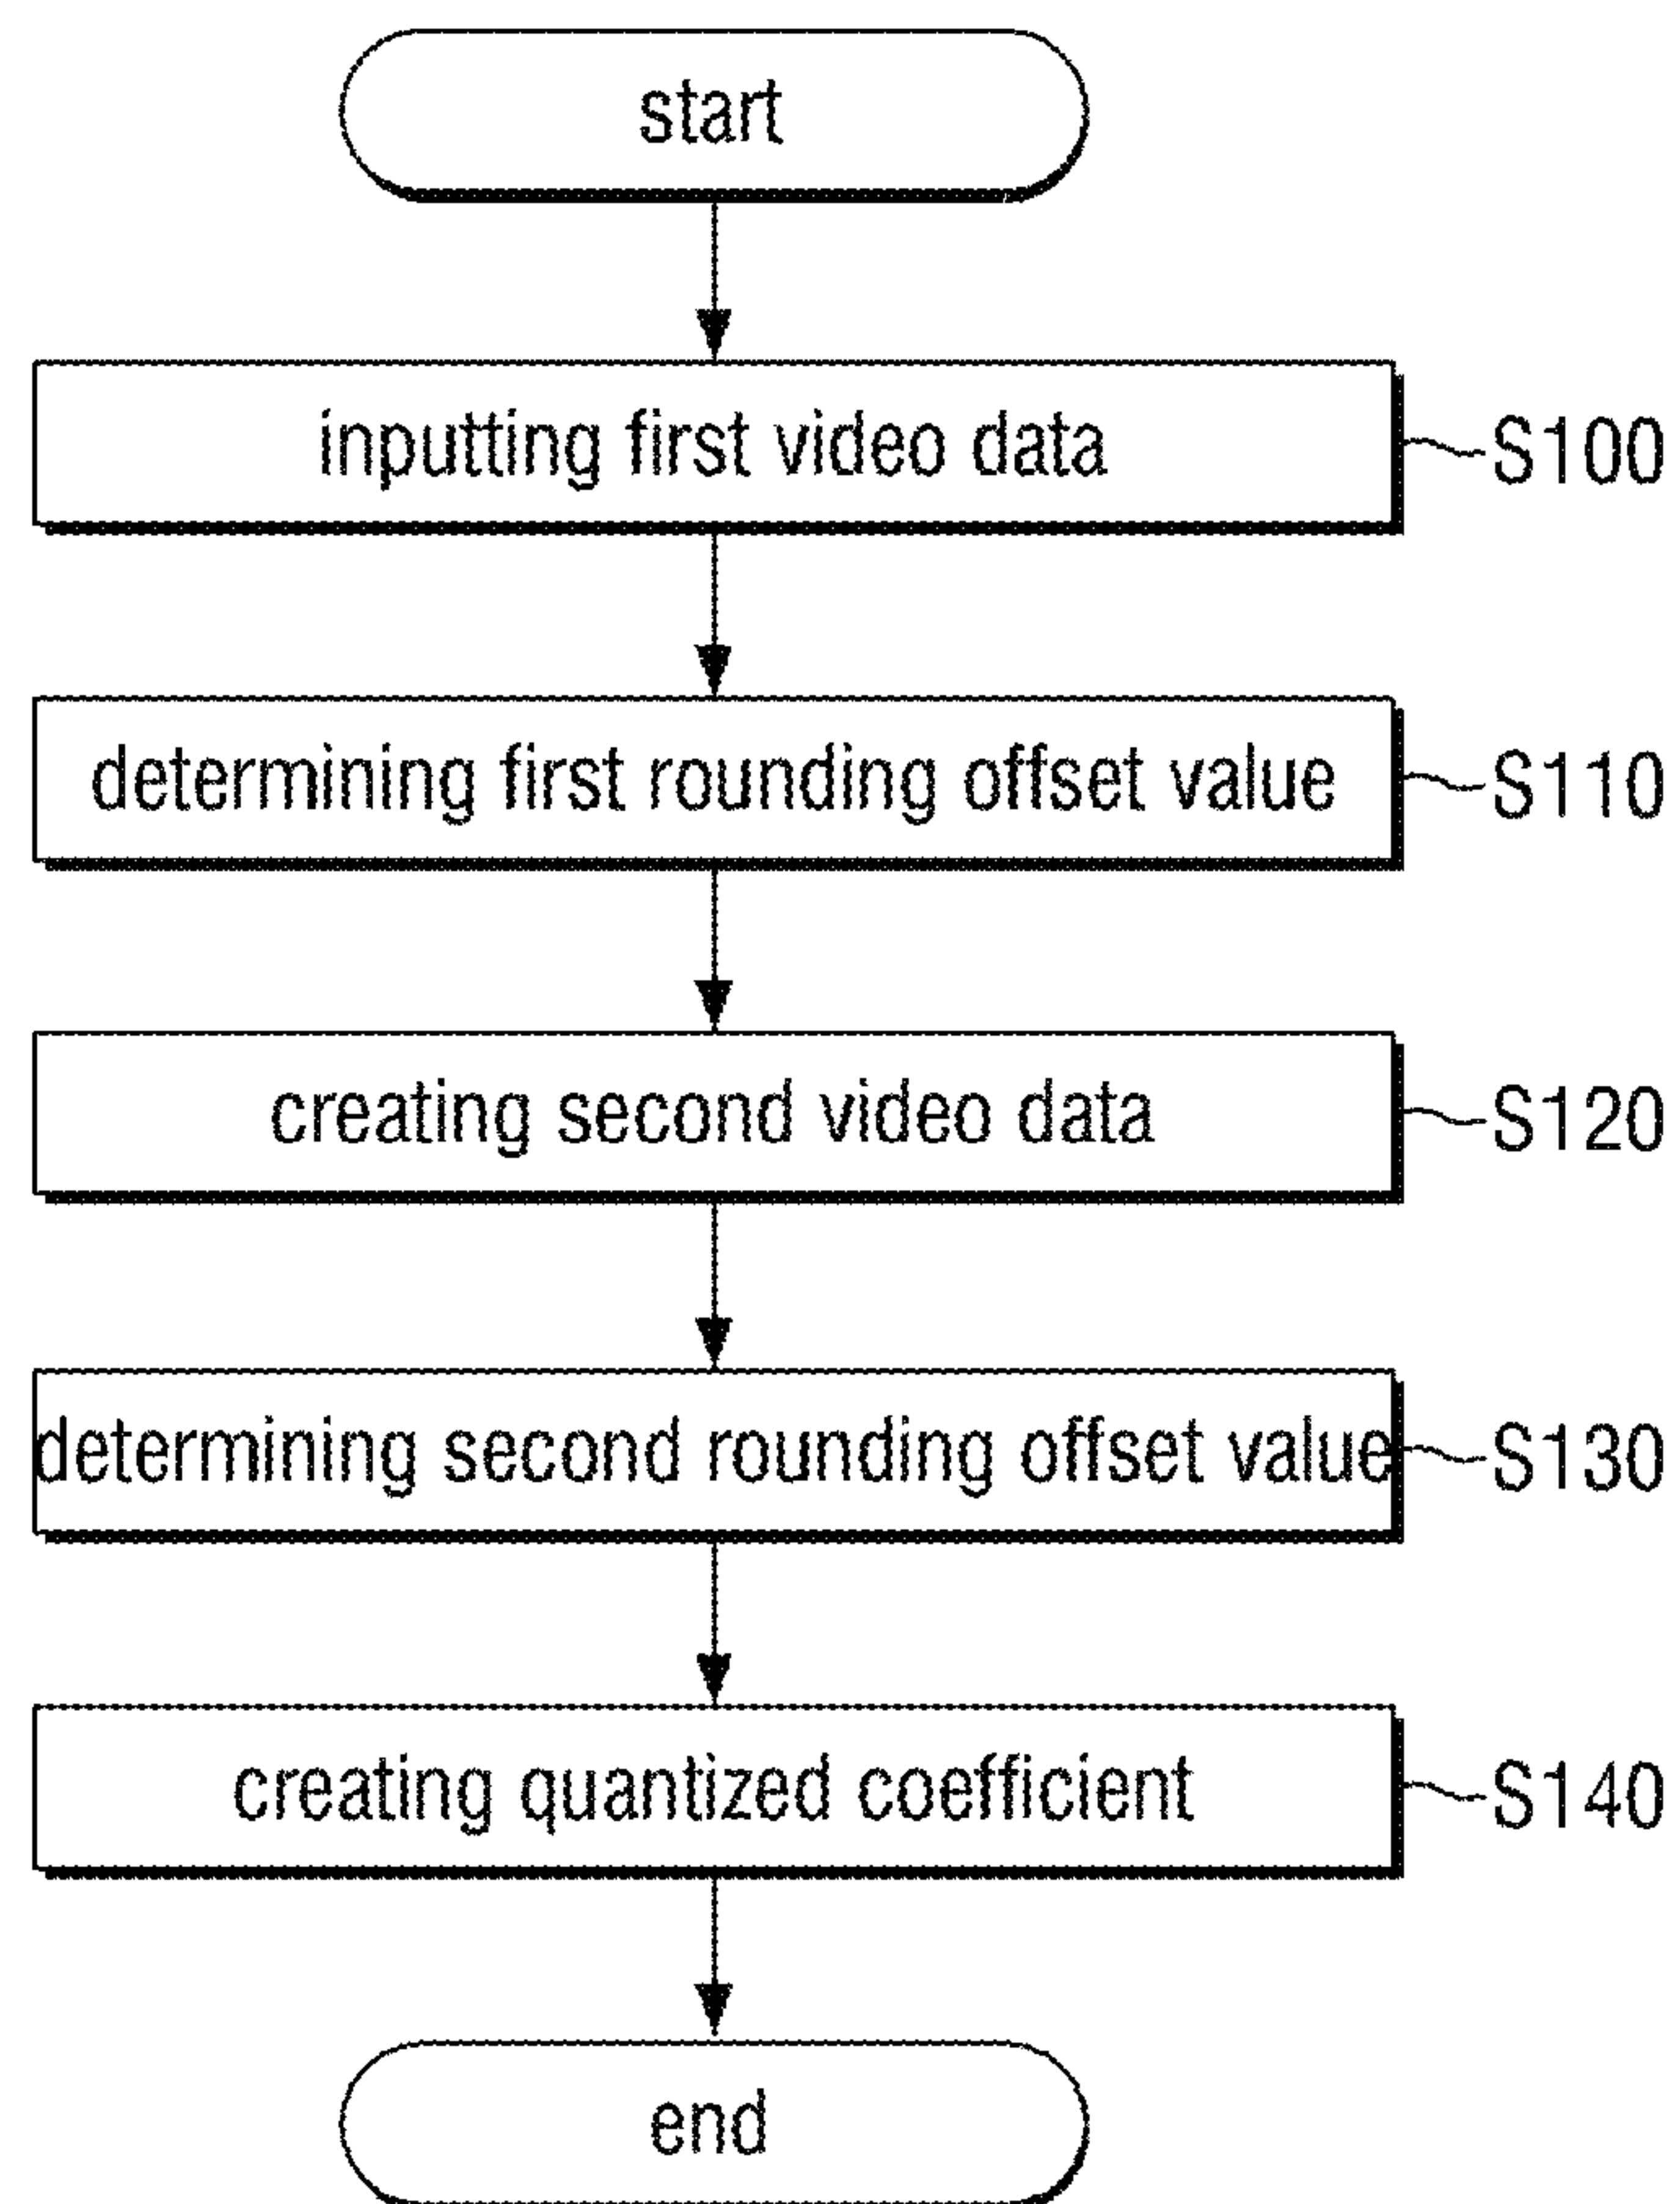 start
inputting first video data
S100
determining first rounding offset value
S110
creating second video data
S120
determining second rounding offset value
S130
creating quantized coefficient
S140
end